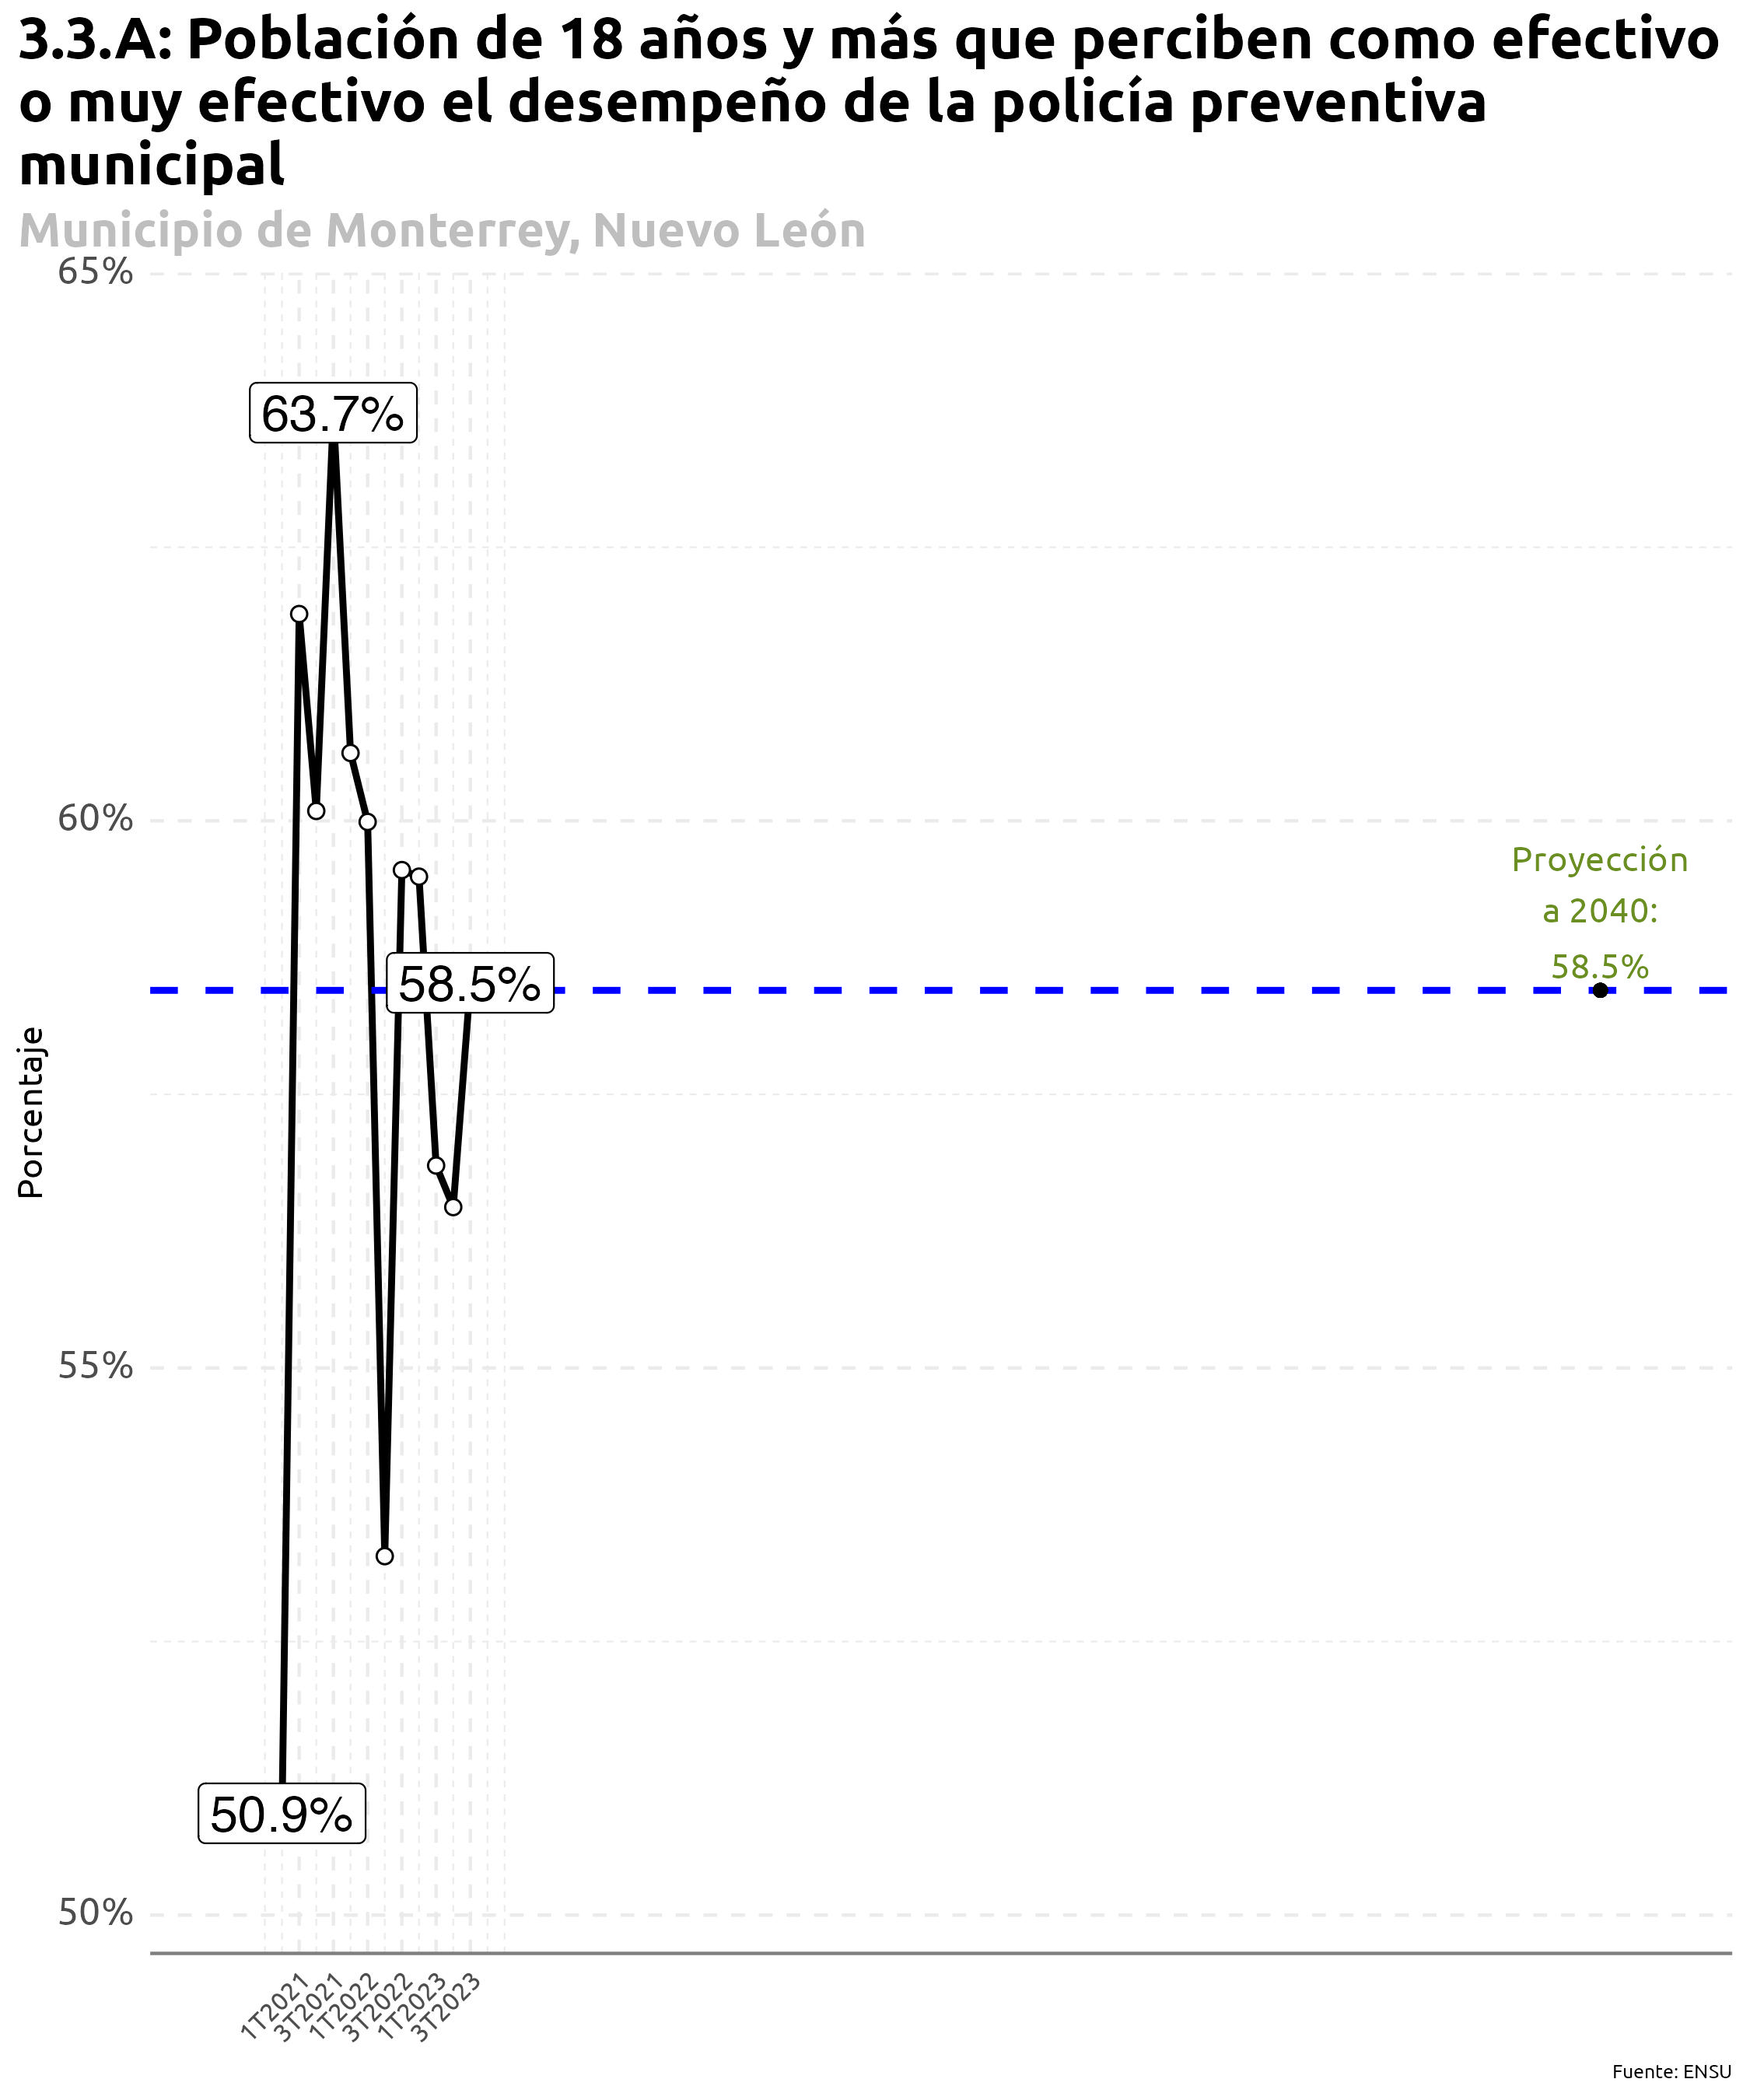 3.3.A: Población de 18 años y más que perciben como efectivo
o muy efectivo el desempeño de la policía preventiva
municipal
Municipio de Monterrey, Nuevo León
65%
63.7%
60%
Proyección
a 2040:
58.5%
58.5%
Porcentaje
55%
50.9%
50%
1T2021
3T2021
1T2022
3T2022
1T2023
3T2023
Fuente: ENSU